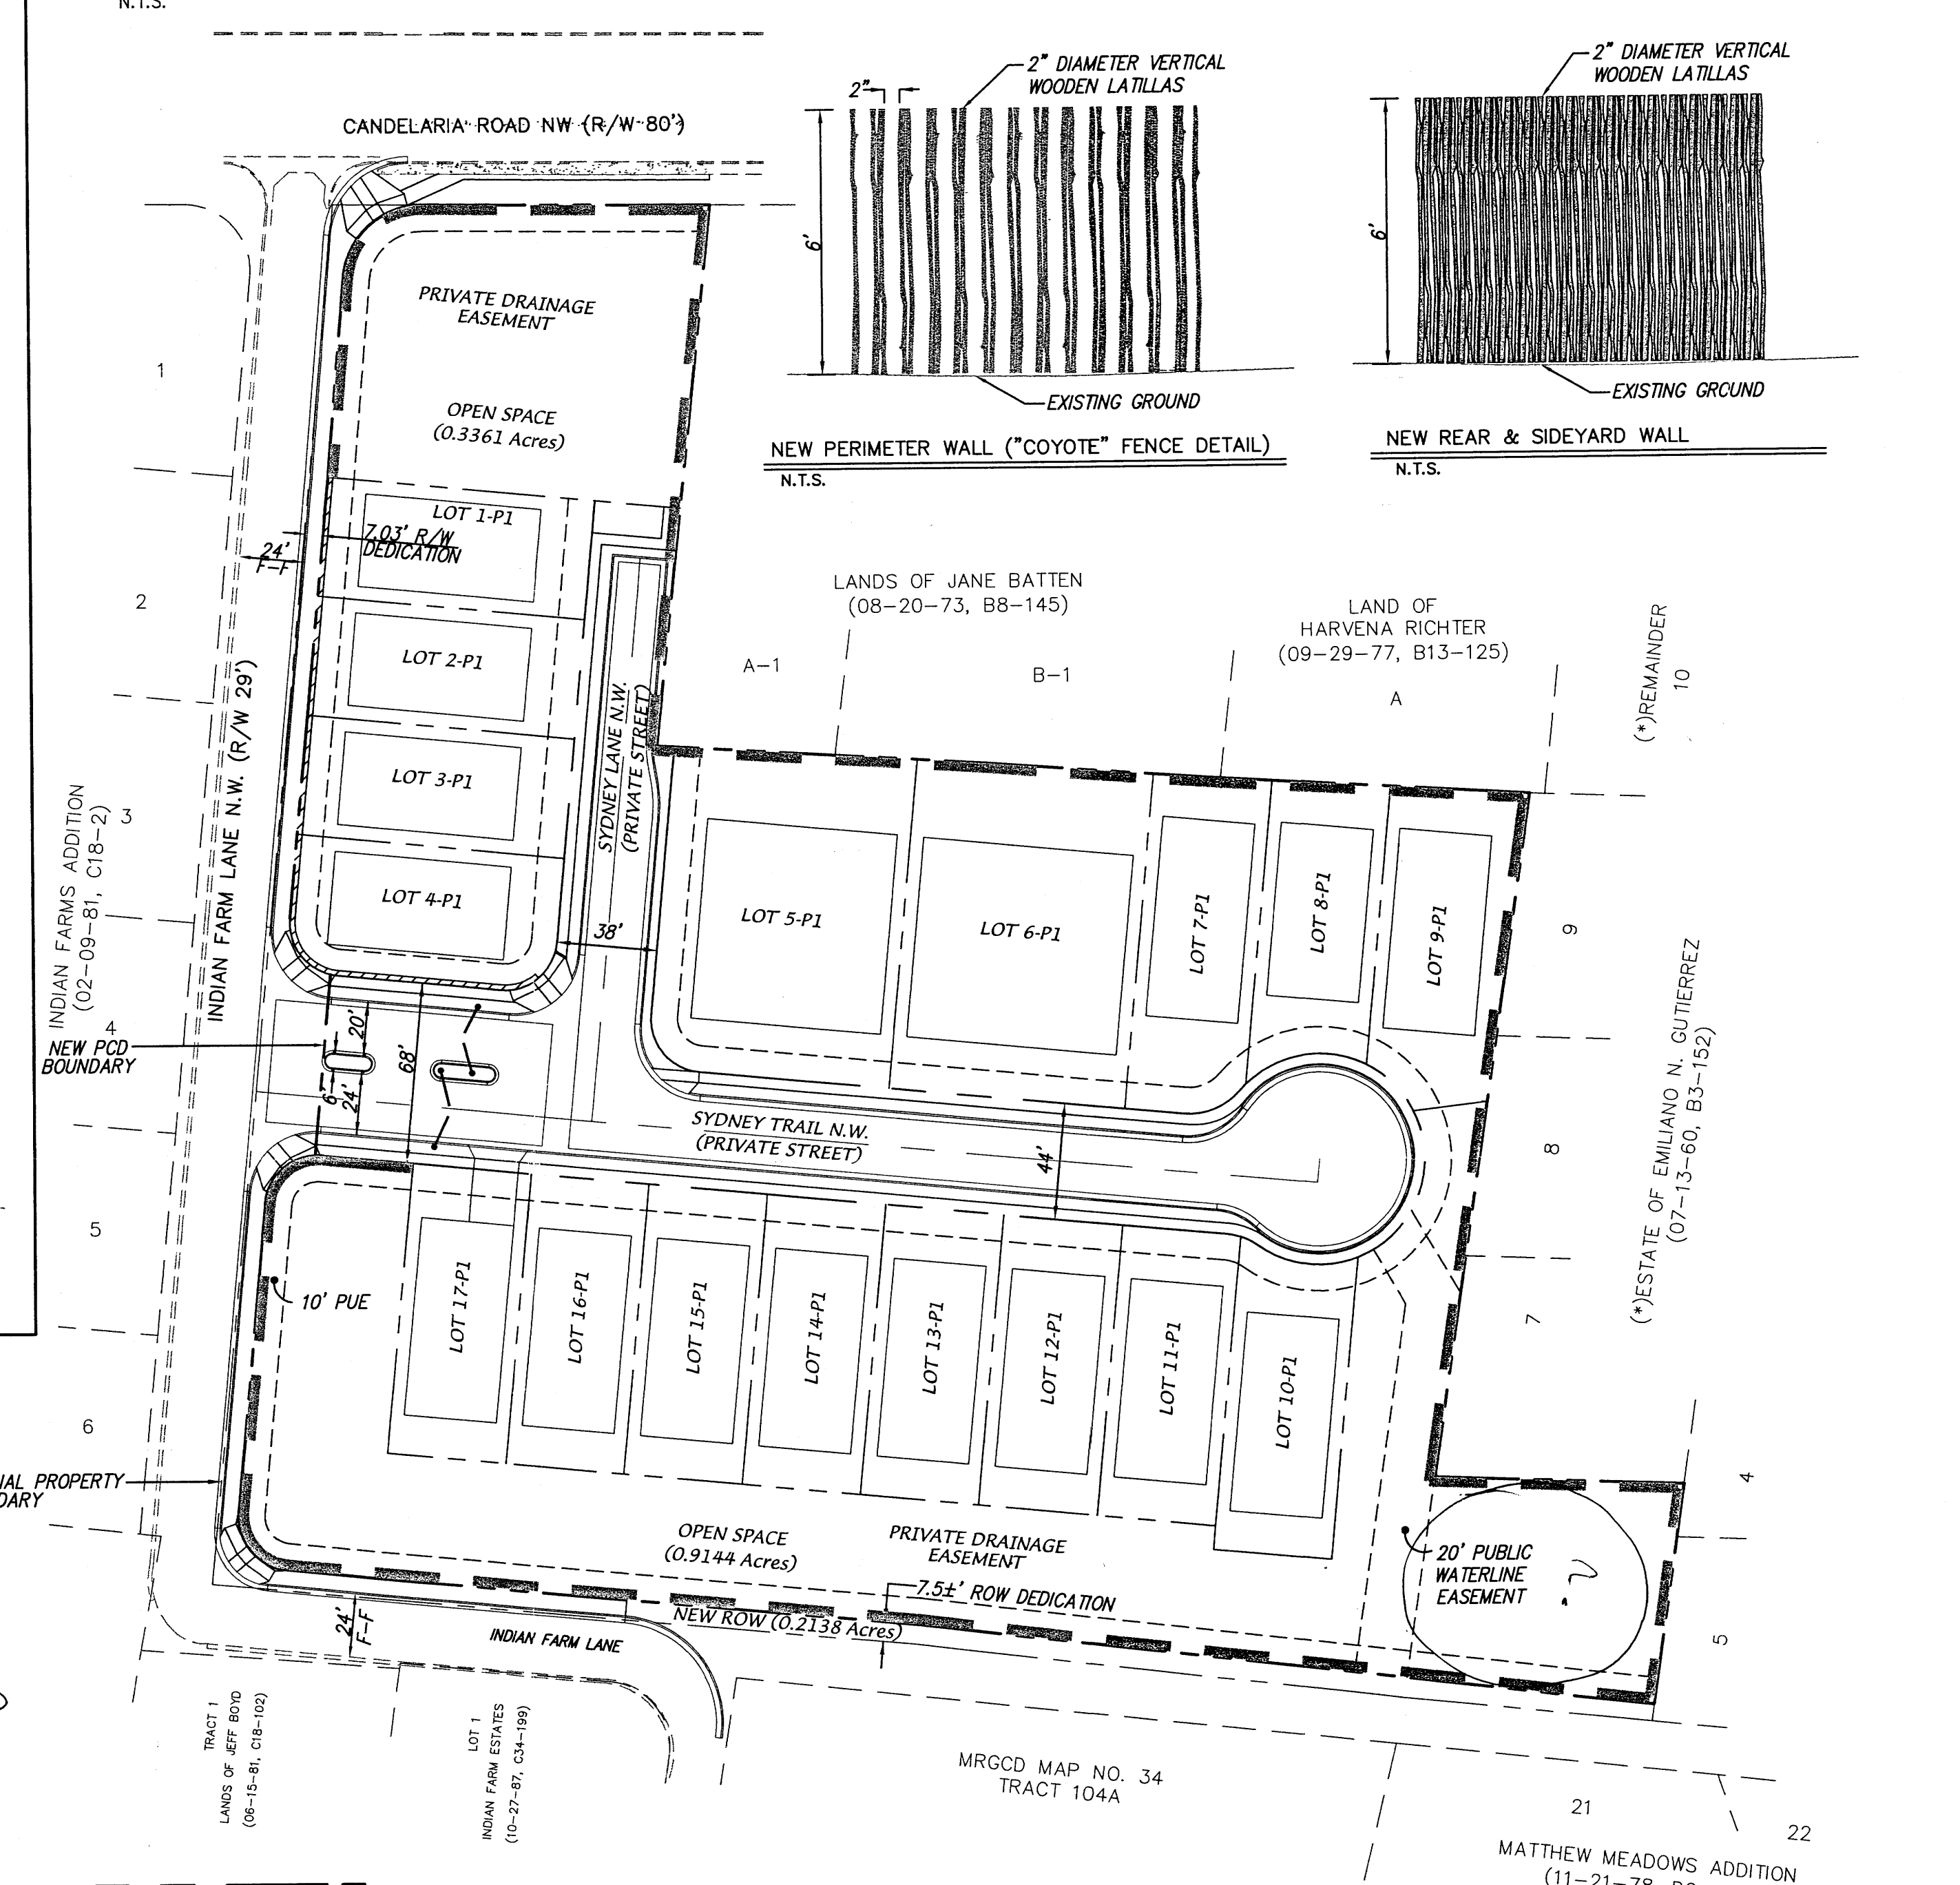 N.T.S.
CANDELARIA ROAD NW (R/W 80')
2"
2" DIAMETER VERTICAL
WOODEN LATILLAS
6'
EXISTING GROUND
NEW PERIMETER WALL ("COYOTE" FENCE DETAIL)
N.T.S.
2" DIAMETER VERTICAL
WOODEN LATILLAS
6'
EXISTING GROUND
NEW REAR & SIDEYARD WALL
N.T.S.
PRIVATE DRAINAGE
EASEMENT
OPEN SPACE
(0.3361 Acres)
1
LOT 1-P1
7.03' R/W
DEDICATION
24'
F-F
2
LOT 2-P1
LOT 3-P1
LOT 4-P1
SYDNEY LANE N.W.
(PRIVATE STREET)
LANDS OF JANE BATTEN
(08-20-73, B8-145)
A-1
B-1
LAND OF
HARVENA RICHTER
(09-29-77, B13-125)
A
(*)REMAINDER
10
INDIAN FARMS ADDITION
(02-09-81, C18-2)
3
INDIAN FARM LANE N.W. (R/W 29')
38'
LOT 5-P1
LOT 6-P1
LOT 7-P1
LOT 8-P1
LOT 9-P1
9
(*)ESTATE OF EMILIANO N. GUTIERREZ
(07-13-60, B3-152)
4
NEW PCD
BOUNDARY
20'
6'
24'
68'
SYDNEY TRAIL N.W.
(PRIVATE STREET)
44'
8
5
10' PUE
LOT 17-P1
LOT 16-P1
LOT 15-P1
LOT 14-P1
LOT 13-P1
LOT 12-P1
LOT 11-P1
LOT 10-P1
7
6
IAL PROPERTY
DARY
4
OPEN SPACE
(0.9144 Acres)
PRIVATE DRAINAGE
EASEMENT
20' PUBLIC
WATERLINE
EASEMENT
7.5±' ROW DEDICATION
NEW ROW (0.2138 Acres)
24'
F-F
INDIAN FARM LANE
5
TRACT 1
LANDS OF JEFF BOYD
(06-15-81, C18-102)
LOT 1
INDIAN FARM ESTATES
(10-27-87, C34-199)
MRGCD MAP NO. 34
TRACT 104A
21
22
MATTHEW MEADOWS ADDITION
(11-21-78,